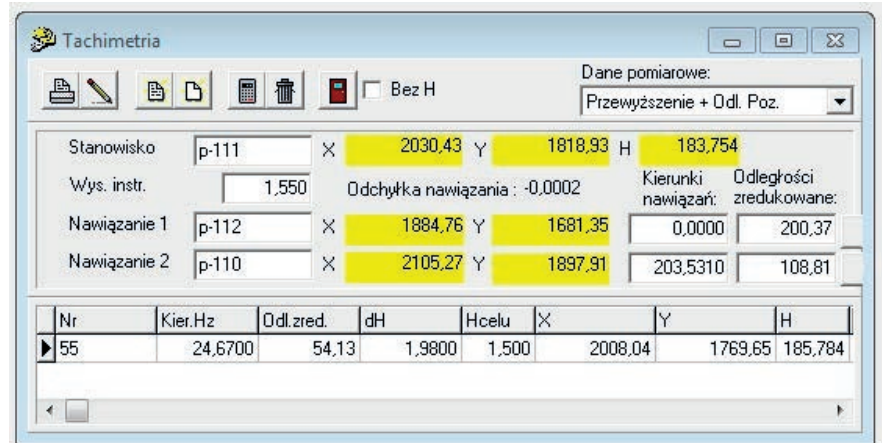 Tachimetria
Dane pomiarowe:
Bez H
Przewyższenie + Odl. Poz.
Stanowisko p-111 X 2030,43 Y 1818,93 H 183,754
Wys. instr. 1,550 Odchyłka nawiązania : -0,0002 Kierunki nawiązań: Odległości zredukowane:
Nawiązanie 1 p-112 X 1884,76 Y 1681,35 0,0000 200,37
Nawiązanie 2 p-110 X 2105,27 Y 1897,91 203,5310 108,81
Nr Kier.Hz Odl.zred. dH Hcelu X Y H
55 24,6700 54,13 1,9800 1,500 2008,04 1769,65 185,784